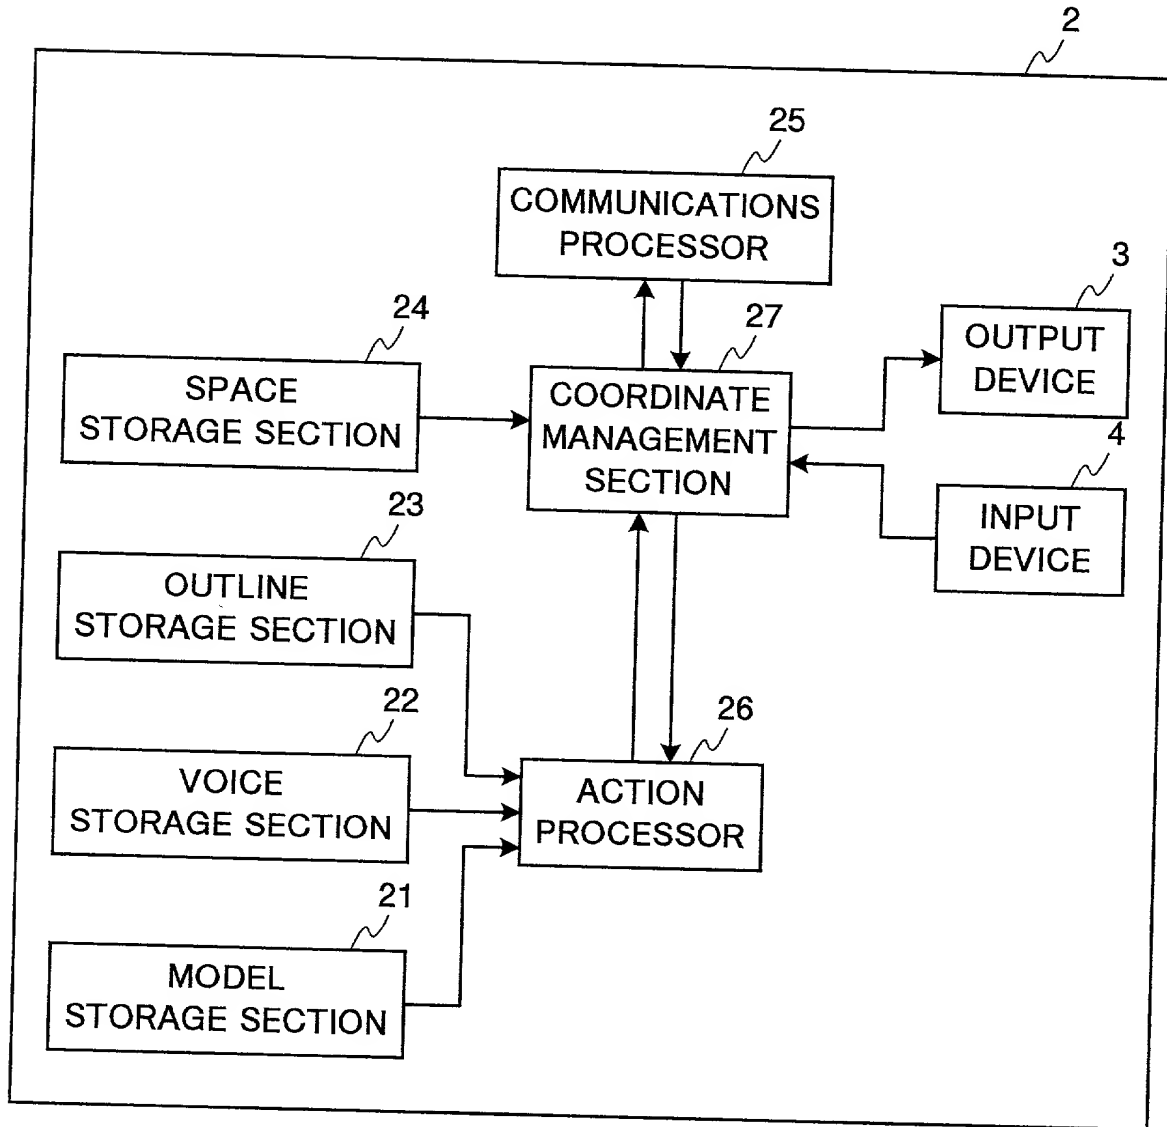 2
25
COMMUNICATIONS
PROCESSOR
3
OUTPUT
DEVICE
24
SPACE
STORAGE SECTION
27
COORDINATE
MANAGEMENT
SECTION
4
INPUT
DEVICE
23
OUTLINE
STORAGE SECTION
22
VOICE
STORAGE SECTION
26
ACTION
PROCESSOR
21
MODEL
STORAGE SECTION